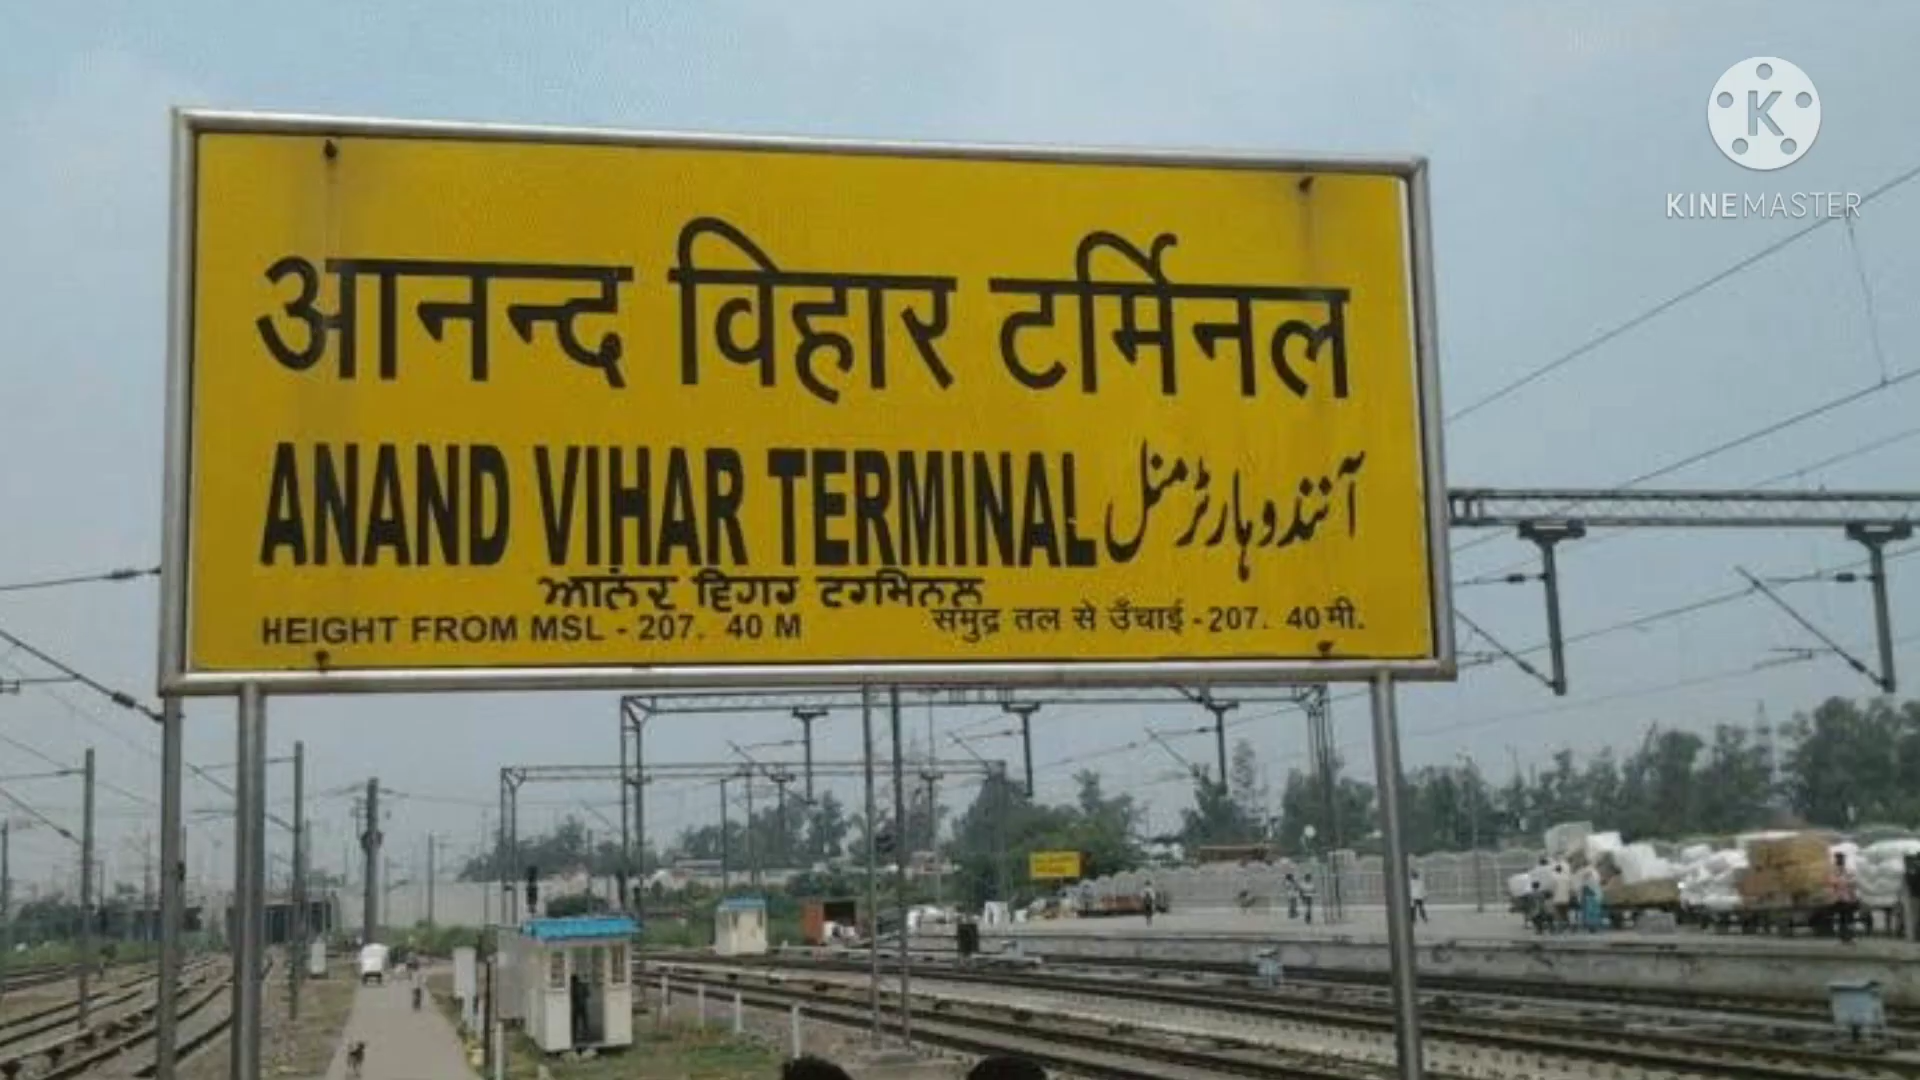 आनन्द विहार टर्मिनल
ANAND VIHAR TERMINAL آنند وہار ٹرمنل
ਆਨੰਦ ਵਿਹਾਰ ਟਰਮਿਨਲ
HEIGHT FROM MSL - 207. 40 M समुद्र तल से उँचाई - 207. 40 मी.
K
KINEMASTER